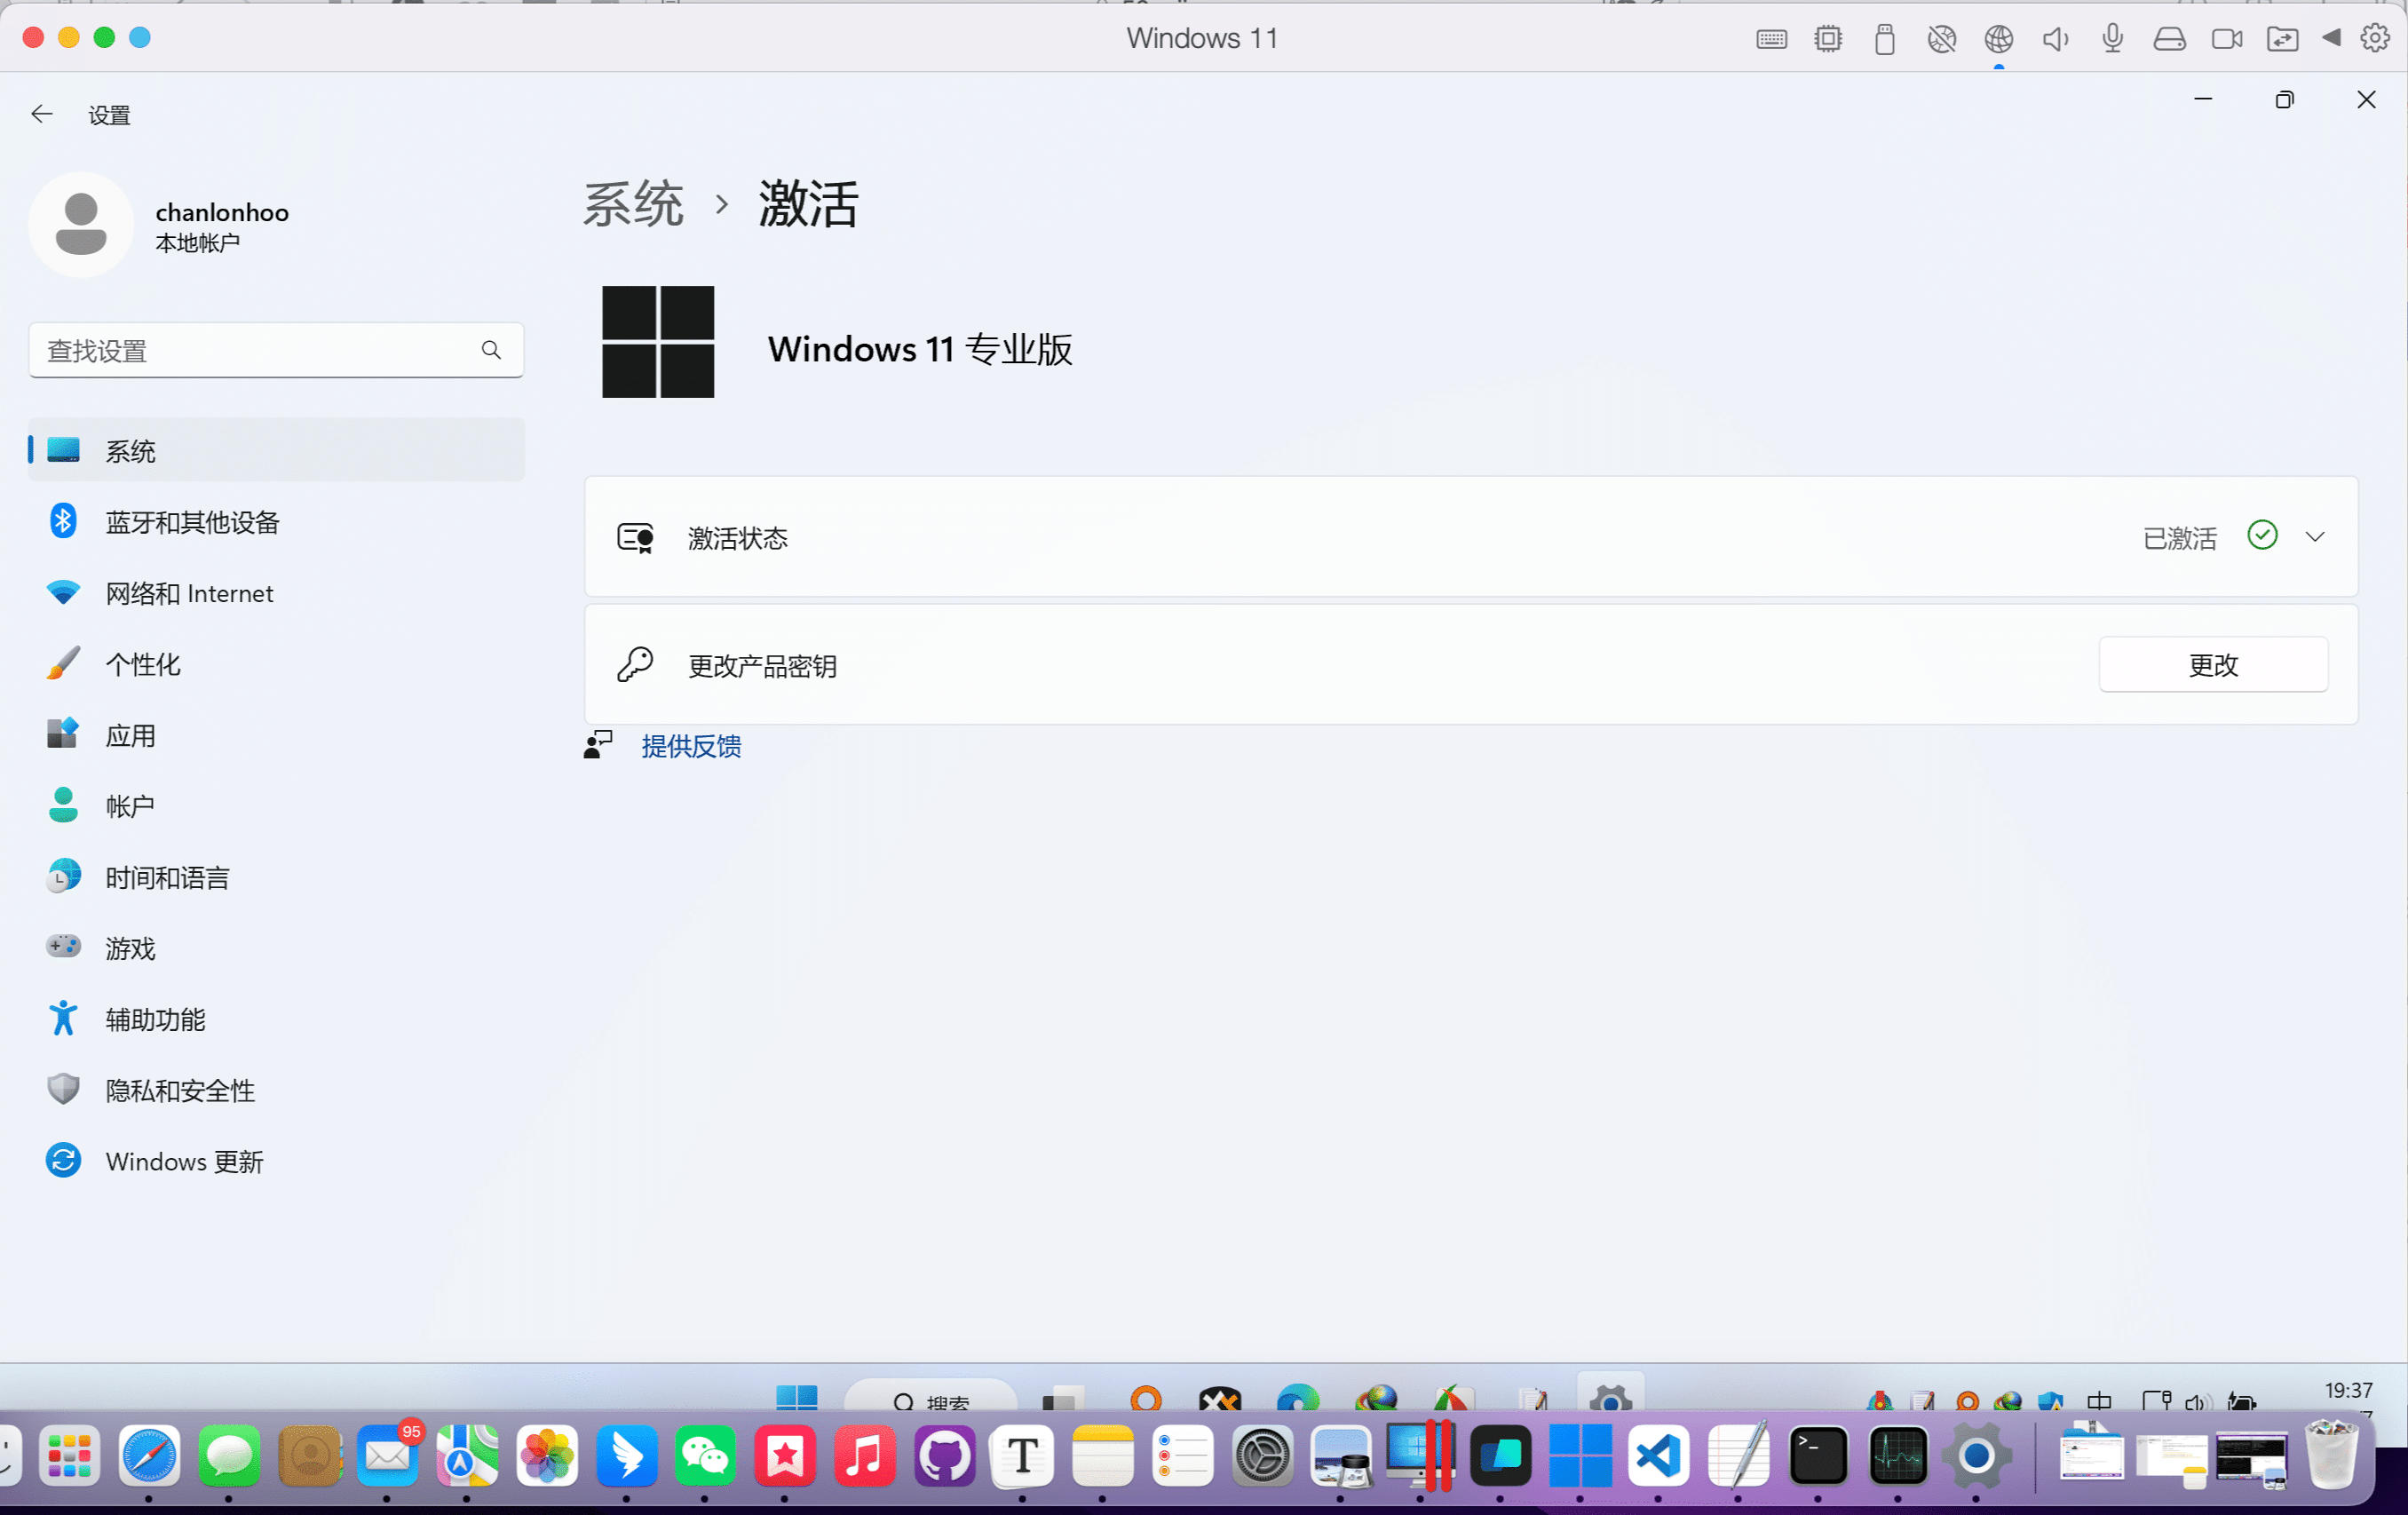 Windows 11
设置
chanlonhoo
本地帐户
查找设置
系统
蓝牙和其他设备
网络和 Internet
个性化
应用
帐户
时间和语言
游戏
辅助功能
隐私和安全性
Windows 更新
系统 › 激活
Windows 11 专业版
激活状态
已激活
更改产品密钥
更改
提供反馈
搜索
中
19:37
95
T